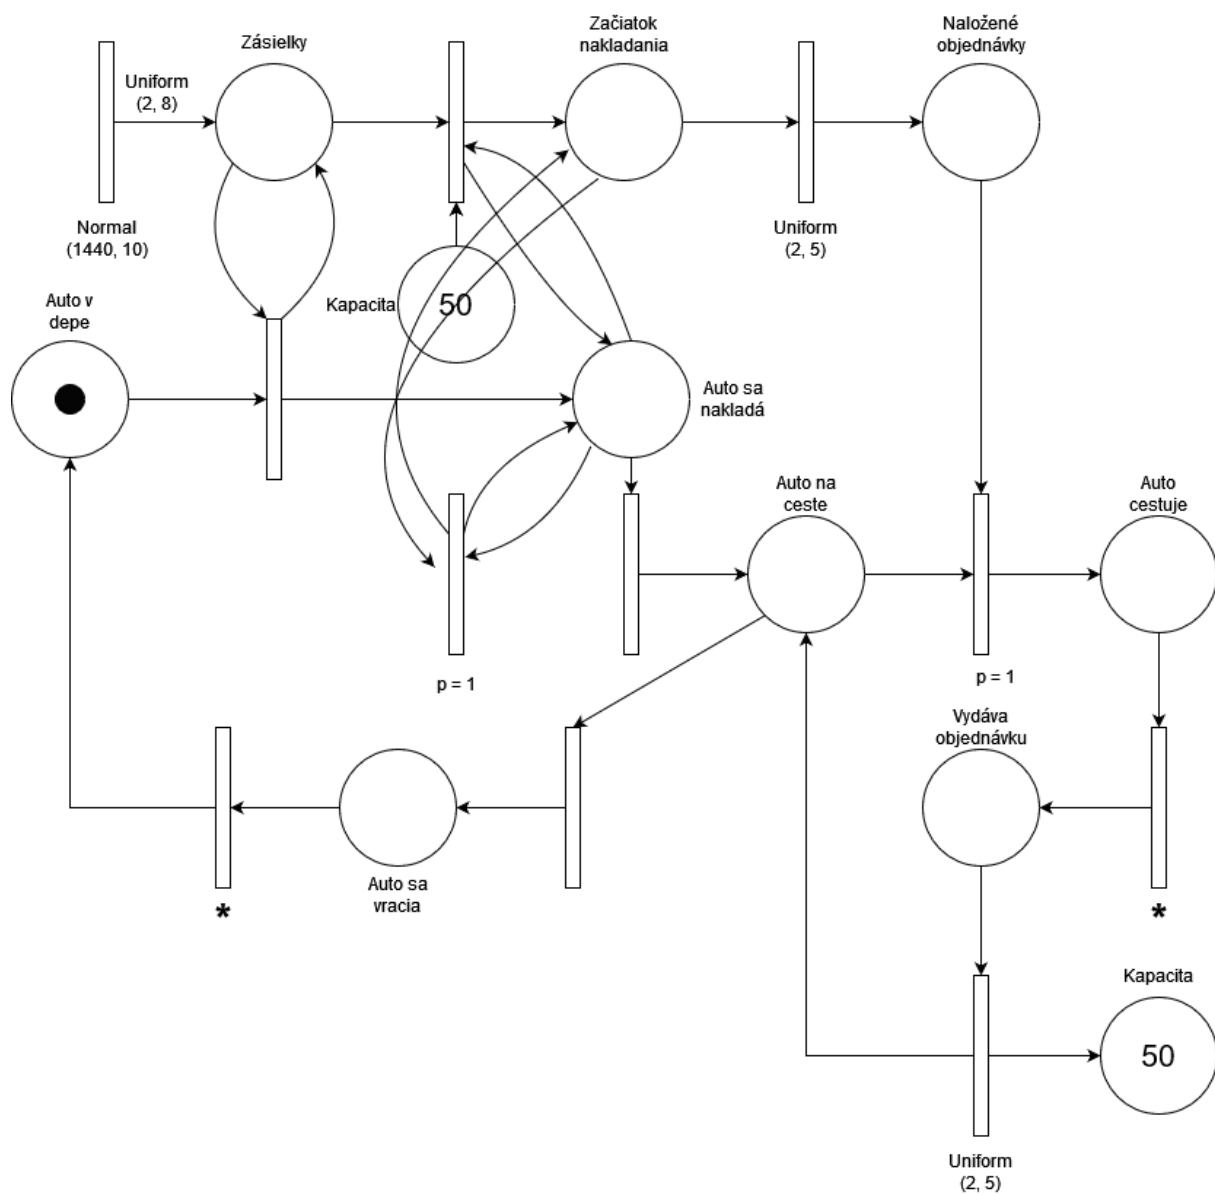 Zásielky
Začiatok
nakladania
Naložené
objednávky
Uniform
(2, 8)
Normal
(1440, 10)
Uniform
(2, 5)
Kapacita
50
Auto v
depe
Auto sa
nakladá
Auto na
ceste
Auto
cestuje
p = 1
p = 1
Vydáva
objednávku
Auto sa
vracia
*
*
Kapacita
50
Uniform
(2, 5)